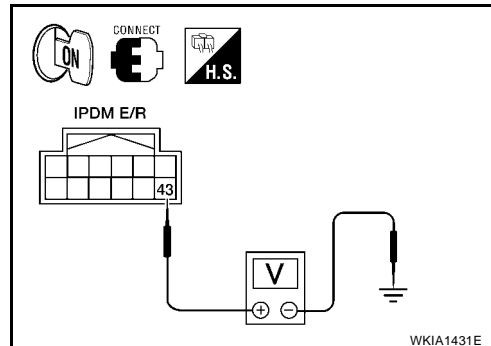 CONNECT
ON
H.S.
IPDM E/R
43
V
+ −
WKIA1431E